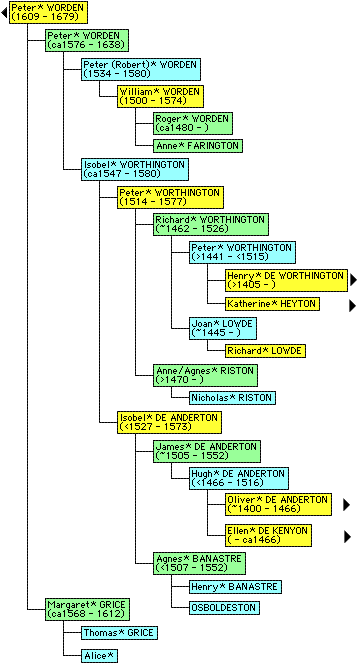 Peter* WORDEN
(1609 - 1679)
Peter* WORDEN
(ca1576 - 1638)
Peter (Robert)* WORDEN
(1534 - 1580)
William* WORDEN
(1500 - 1574)
Roger* WORDEN
(ca1480 - )
Anne* FARINGTON
Isobel* WORTHINGTON
(ca1547 - 1580)
Peter* WORTHINGTON
(1514 - 1577)
Richard* WORTHINGTON
(~1462 - 1526)
Peter* WORTHINGTON
(>1441 - <1515)
Henry* DE WORTHINGTON
(>1405 - )
Katherine* HEYTON
Joan* LOWDE
(~1445 - )
Richard* LOWDE
Anne/Agnes* RISTON
(>1470 - )
Nicholas* RISTON
Isobel* DE ANDERTON
(<1527 - 1573)
James* DE ANDERTON
(~1505 - 1552)
Hugh* DE ANDERTON
(<1466 - 1516)
Oliver* DE ANDERTON
(~1400 - 1466)
Ellen* DE KENYON
( - ca1466)
Agnes* BANASTRE
(<1507 - 1552)
Henry* BANASTRE
OSBOLDESTON
Margaret* GRICE
(ca1568 - 1612)
Thomas* GRICE
Alice*